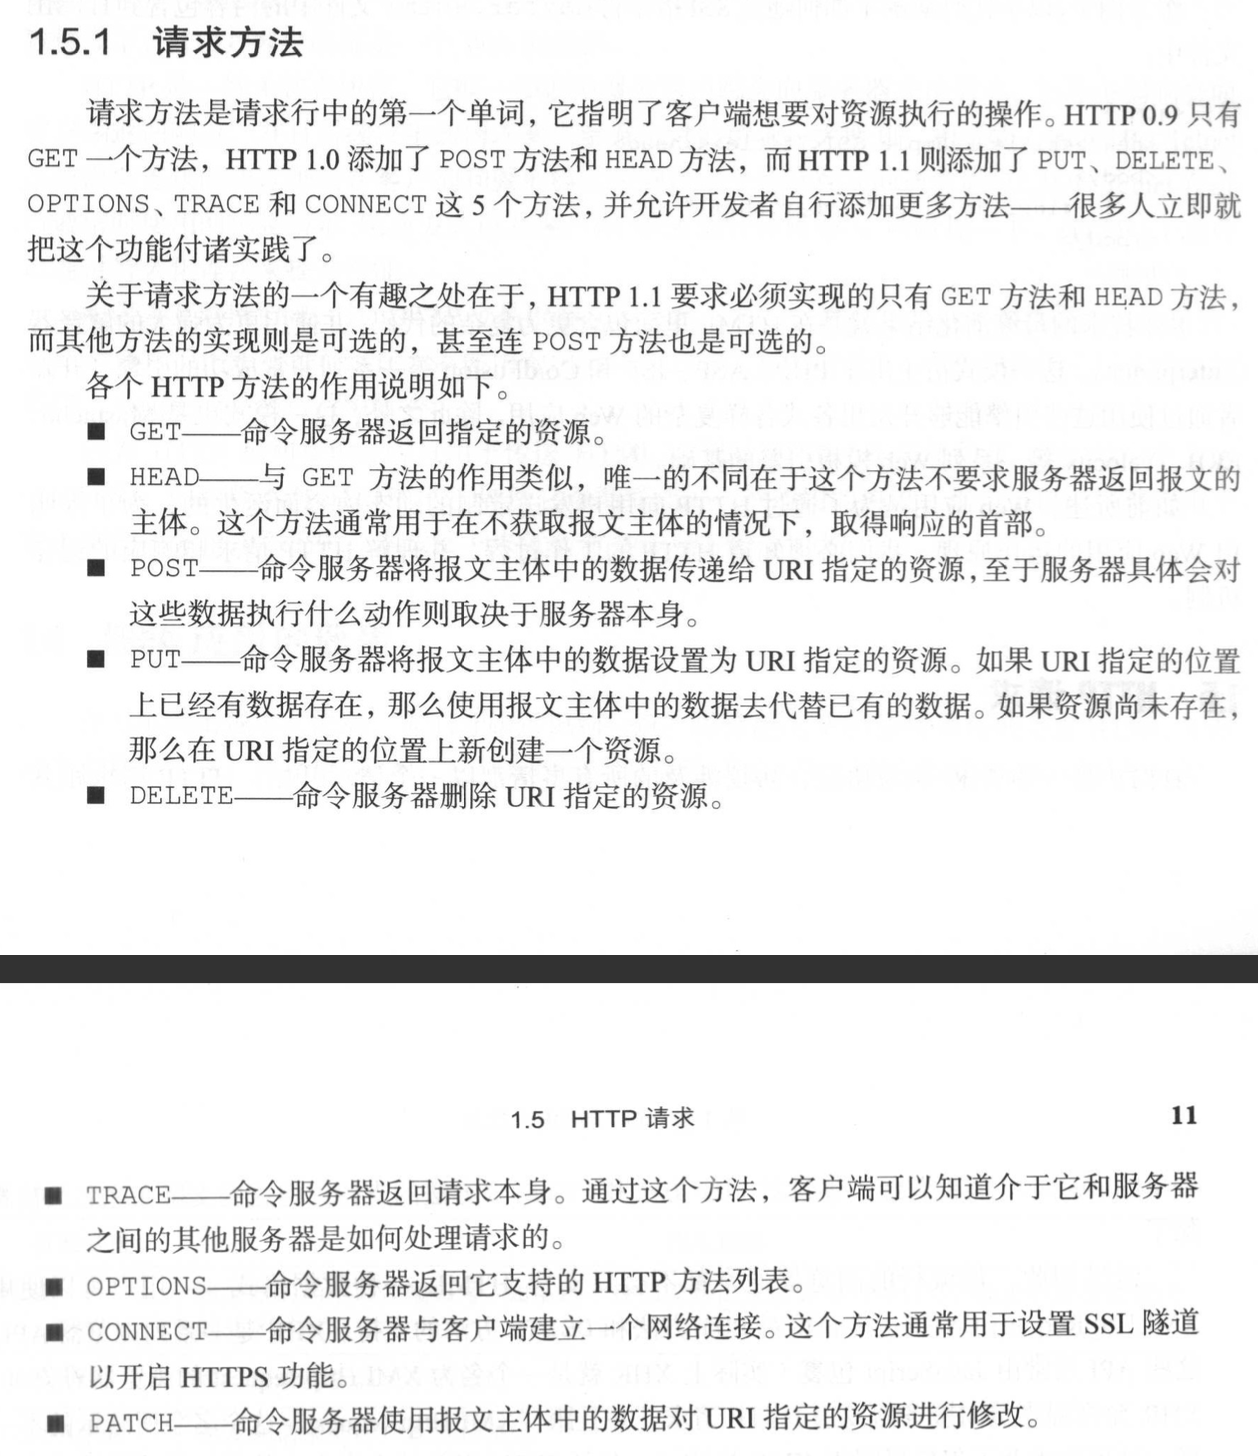 1.5.1 请求方法
请求方法是请求行中的第一个单词，它指明了客户端想要对资源执行的操作。HTTP 0.9 只有
GET 一个方法，HTTP 1.0 添加了 POST 方法和 HEAD 方法，而 HTTP 1.1 则添加了 PUT、DELETE、
OPTIONS、TRACE 和 CONNECT 这 5 个方法，并允许开发者自行添加更多方法——很多人立即就
把这个功能付诸实践了。
关于请求方法的一个有趣之处在于，HTTP 1.1 要求必须实现的只有 GET 方法和 HEAD 方法，
而其他方法的实现则是可选的，甚至连 POST 方法也是可选的。
各个 HTTP 方法的作用说明如下。
■ GET——命令服务器返回指定的资源。
■ HEAD——与 GET 方法的作用类似，唯一的不同在于这个方法不要求服务器返回报文的
主体。这个方法通常用于在不获取报文主体的情况下，取得响应的首部。
■ POST——命令服务器将报文主体中的数据传递给 URI 指定的资源，至于服务器具体会对
这些数据执行什么动作则取决于服务器本身。
■ PUT——命令服务器将报文主体中的数据设置为 URI 指定的资源。如果 URI 指定的位置
上已经有数据存在，那么使用报文主体中的数据去代替已有的数据。如果资源尚未存在，
那么在 URI 指定的位置上新创建一个资源。
■ DELETE——命令服务器删除 URI 指定的资源。
1.5 HTTP 请求 11
■ TRACE——命令服务器返回请求本身。通过这个方法，客户端可以知道介于它和服务器
之间的其他服务器是如何处理请求的。
■ OPTIONS——命令服务器返回它支持的 HTTP 方法列表。
■ CONNECT——命令服务器与客户端建立一个网络连接。这个方法通常用于设置 SSL 隧道
以开启 HTTPS 功能。
■ PATCH——命令服务器使用报文主体中的数据对 URI 指定的资源进行修改。